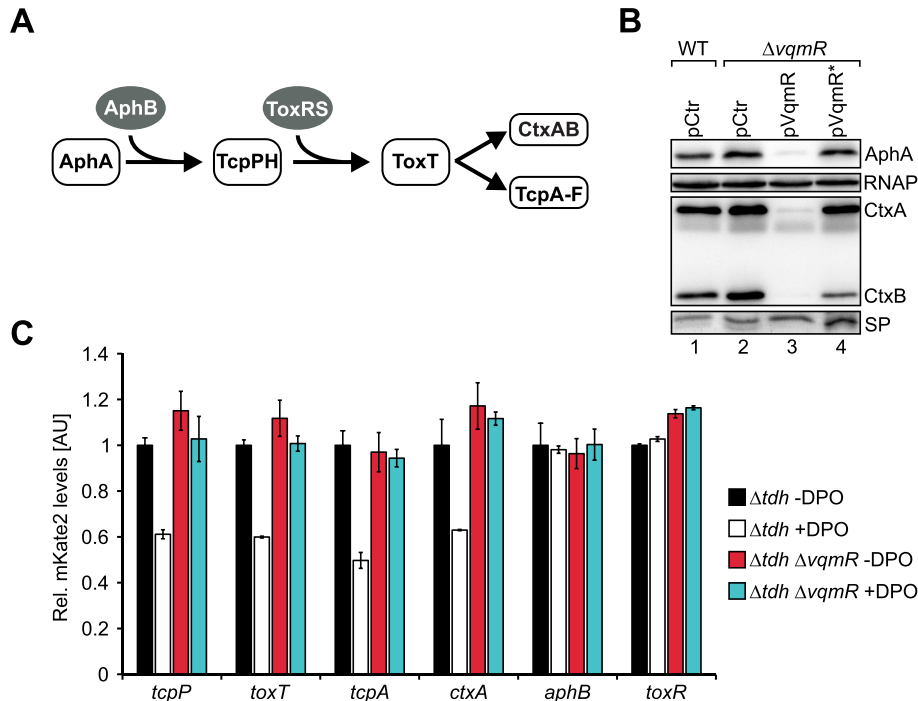 A
AphB
ToxRS
AphA
TcpPH
ToxT
CtxAB
TcpA-F
B
WT
ΔvqmR
pCtr
pCtr
pVqmR
pVqmR*
AphA
RNAP
CtxA
CtxB
SP
1 2 3 4
C
Rel. mKate2 levels [AU]
1.4
1.2
1
0.8
0.6
0.4
0.2
0
tcpP toxT tcpA ctxA aphB toxR
Δtdh -DPO
Δtdh +DPO
Δtdh ΔvqmR -DPO
Δtdh ΔvqmR +DPO